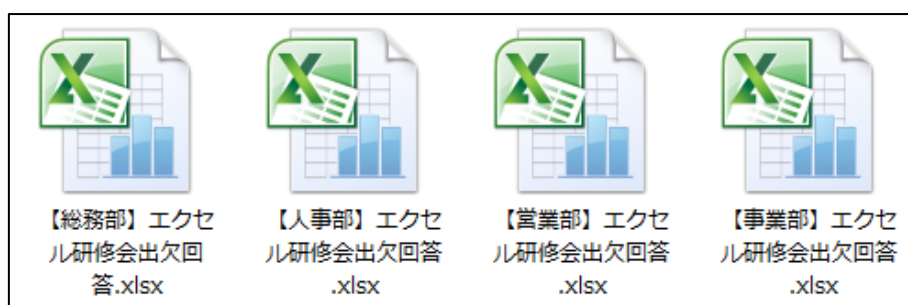 【総務部】エクセ
ル研修会出欠回
答.xlsx
【人事部】エクセ
ル研修会出欠回答
.xlsx
【営業部】エクセ
ル研修会出欠回答
.xlsx
【事業部】エクセ
ル研修会出欠回答
.xlsx